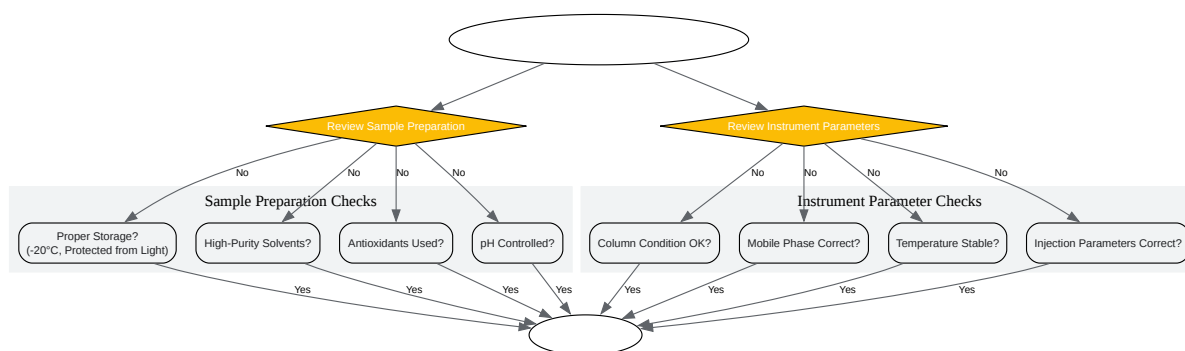 Review Sample Preparation
Review Instrument Parameters
No
No
No
No
No
No
No
No
Sample Preparation Checks
Instrument Parameter Checks
Proper Storage?
(-20°C, Protected from Light)
High-Purity Solvents?
Antioxidants Used?
pH Controlled?
Column Condition OK?
Mobile Phase Correct?
Temperature Stable?
Injection Parameters Correct?
Yes
Yes
Yes
Yes
Yes
Yes
Yes
Yes